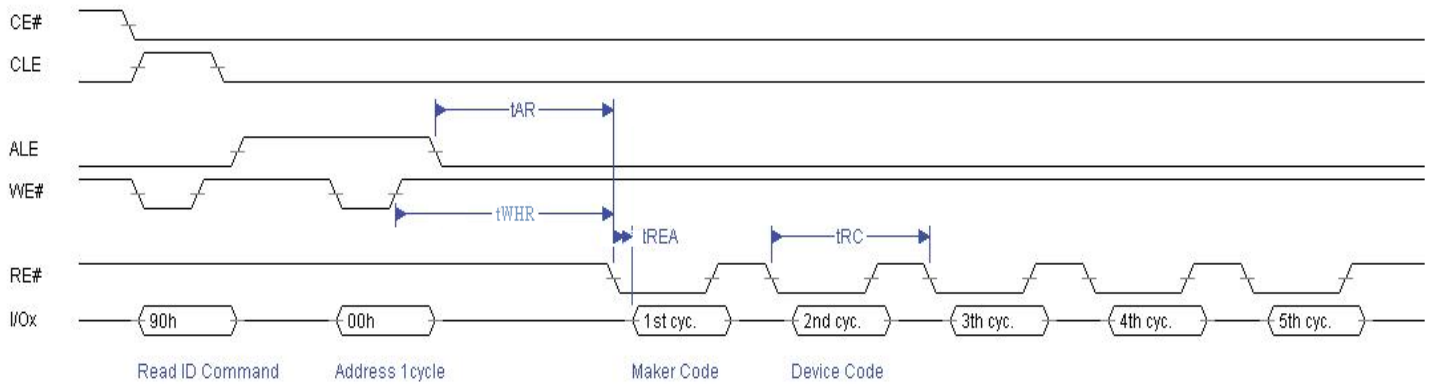 CE#
CLE
tAR
ALE
WE#
tWHR
tREA
tRC
RE#
I/Ox
90h
00h
1st cyc.
2nd cyc.
3th cyc.
4th cyc.
5th cyc.
Read ID Command
Address 1cycle
Maker Code
Device Code